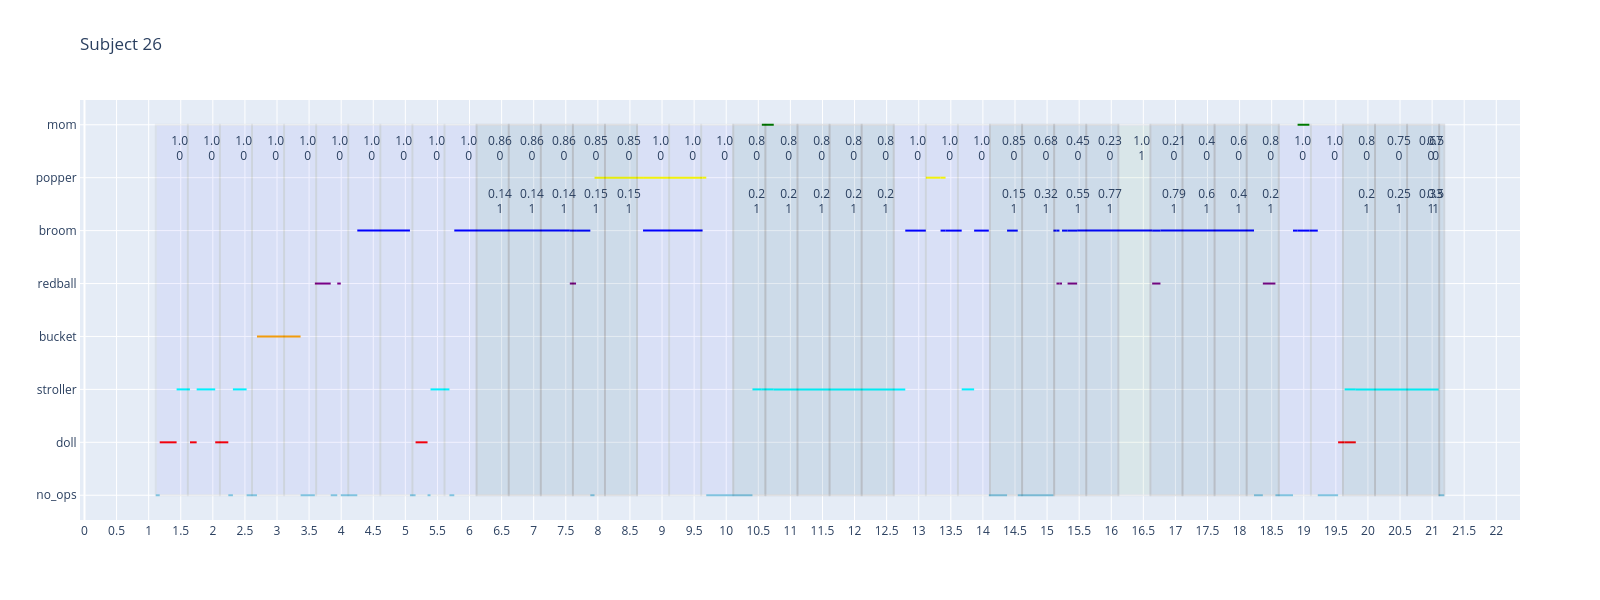 Subject 26
mom
1.0 1.0 1.0 1.0 1.0 1.0 1.0 1.0 1.0 1.0 0.86 0.86 0.86 0.85 0.85 1.0 1.0 1.0 0.8 0.8 0.8 0.8 0.8 1.0 1.0 1.0 0.85 0.68 0.45 0.23 1.0 0.21 0.4 0.6 0.8 1.0 1.0 0.8 0.75
0 0 0 0 0 0 0 0 0 0 0 0 0 0 0 0 0 0 0 0 0 0 0 0 0 0 0 0 0 0 1 0 0 0 0 0 0 0 0 0 0
popper
0.14 0.14 0.14 0.15 0.15 0.2 0.2 0.2 0.2 0.2 0.15 0.32 0.55 0.77 0.79 0.6 0.4 0.2 0.2 0.25
1 1 1 1 1 1 1 1 1 1 1 1 1 1 1 1 1 1 1 1 1 1
broom
redball
bucket
stroller
doll
no_ops
0 0.5 1 1.5 2 2.5 3 3.5 4 4.5 5 5.5 6 6.5 7 7.5 8 8.5 9 9.5 10 10.5 11 11.5 12 12.5 13 13.5 14 14.5 15 15.5 16 16.5 17 17.5 18 18.5 19 19.5 20 20.5 21 21.5 22